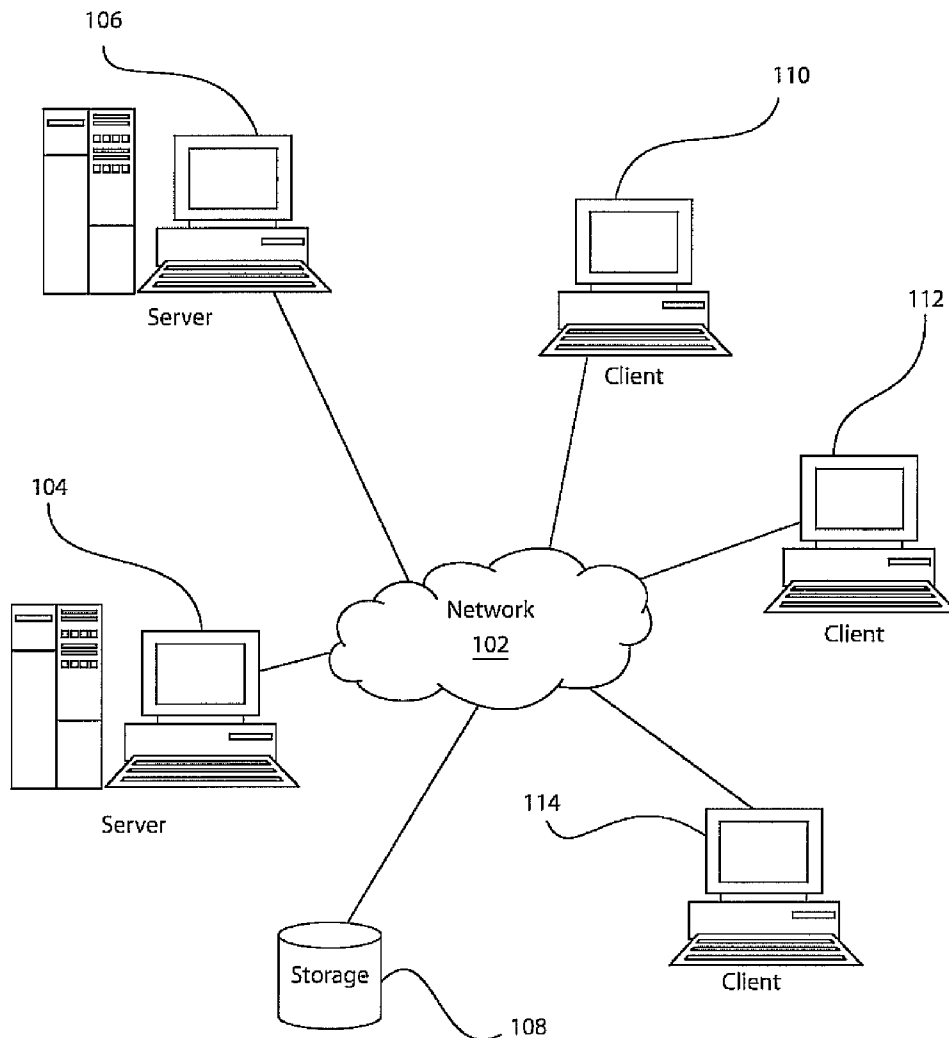 106
110
Server
Client
112
104
Network
102
Client
Server
114
Storage
Client
108